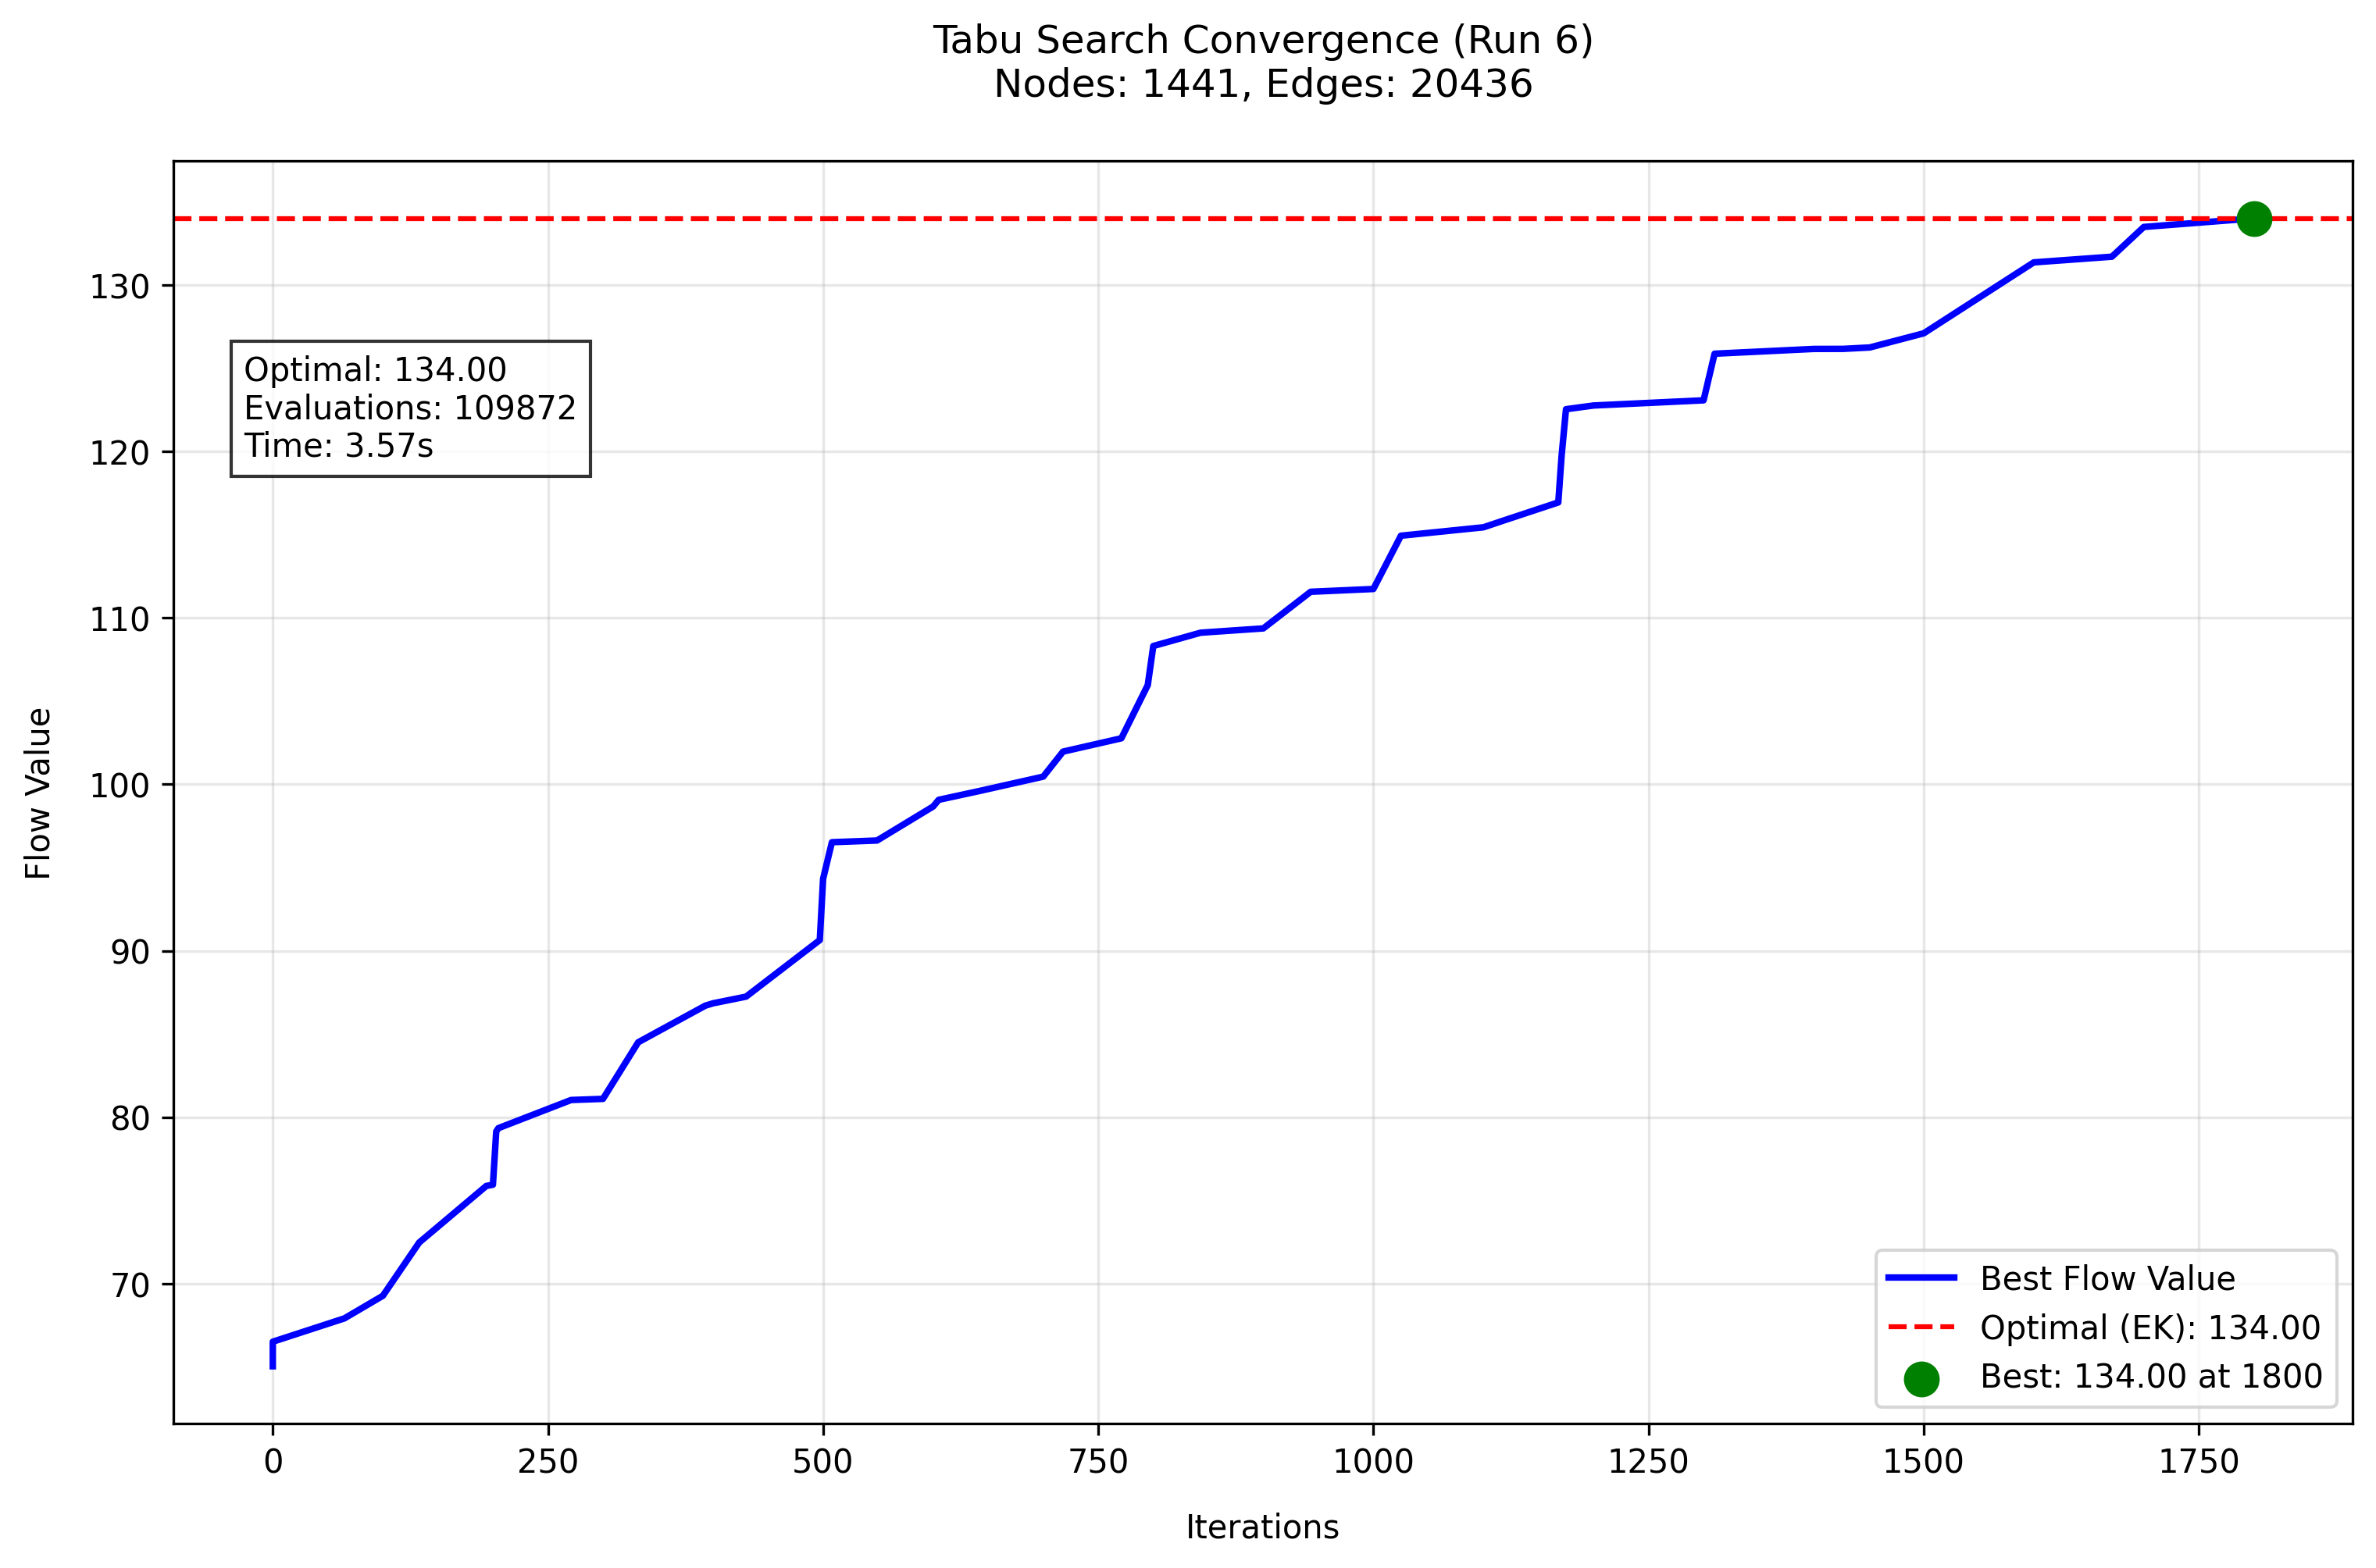 Tabu Search Convergence (Run 6)
Nodes: 1441, Edges: 20436
Flow Value
130
120
110
100
90
80
70
Optimal: 134.00
Evaluations: 109872
Time: 3.57s
Best Flow Value
Optimal (EK): 134.00
Best: 134.00 at 1800
0 250 500 750 1000 1250 1500 1750
Iterations